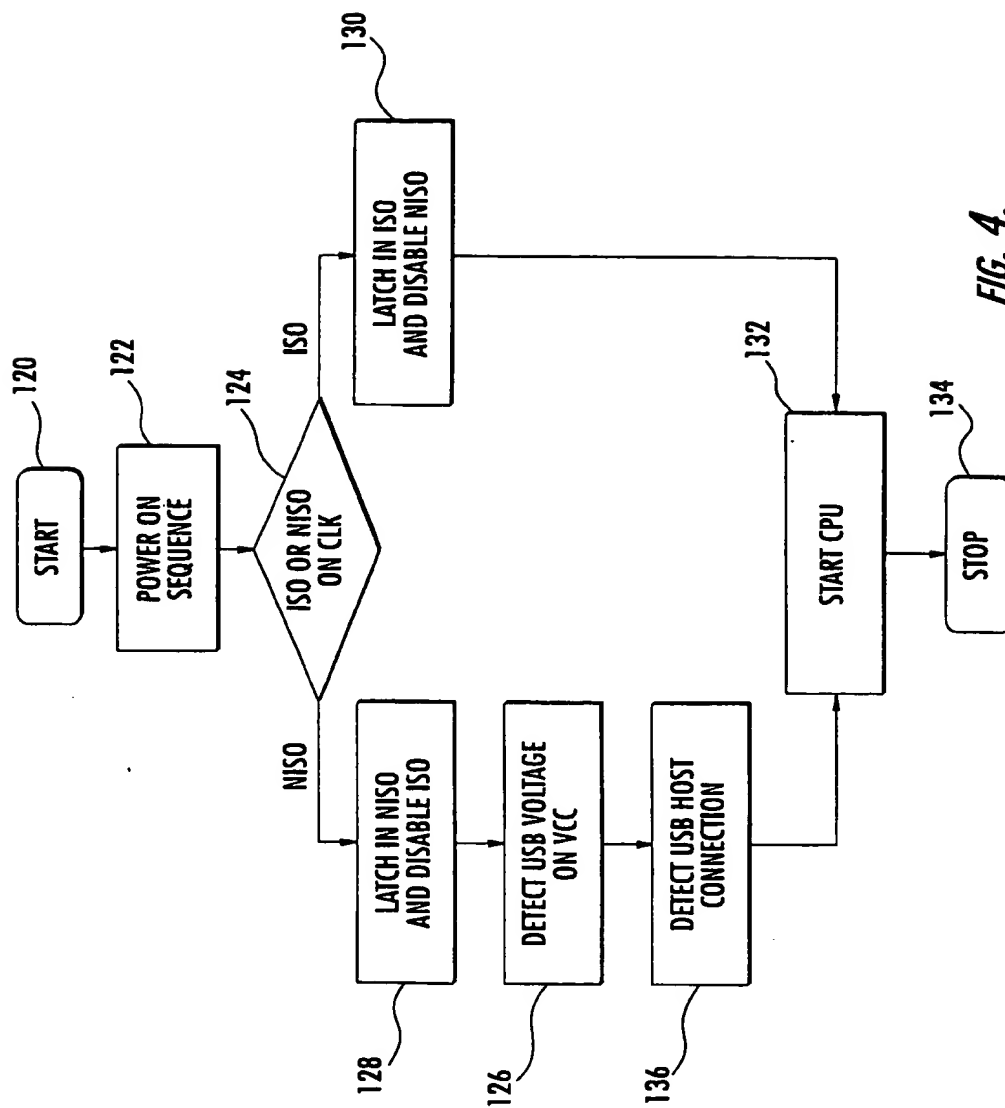 120
START
122
POWER ON
SEQUENCE
124
ISO OR NISO
ON CLK
NISO
ISO
LATCH IN NISO
AND DISABLE ISO
128
LATCH IN ISO
AND DISABLE NISO
130
DETECT USB VOLTAGE
ON VCC
126
DETECT USB HOST
CONNECTION
136
START CPU
132
STOP
134
FIG. 4.